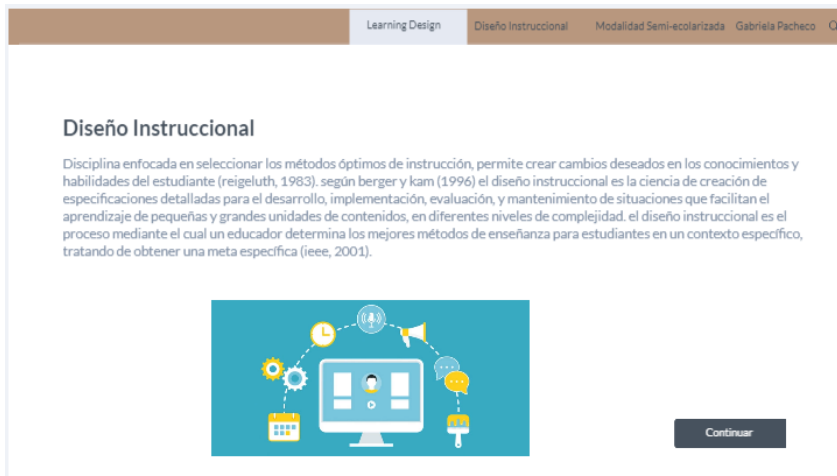 Learning Design
Diseño Instruccional
Modalidad Semi-ecolarizada
Gabriela Pacheco
Diseño Instruccional
Disciplina enfocada en seleccionar los métodos óptimos de instrucción, permite crear cambios deseados en los conocimientos y
habilidades del estudiante (reigeluth, 1983). según berger y kam (1996) el diseño instruccional es la ciencia de creación de
especificaciones detalladas para el desarrollo, implementación, evaluación, y mantenimiento de situaciones que facilitan el
aprendizaje de pequeñas y grandes unidades de contenidos, en diferentes niveles de complejidad. el diseño instruccional es el
proceso mediante el cual un educador determina los mejores métodos de enseñanza para estudiantes en un contexto específico,
tratando de obtener una meta específica (ieee, 2001).
Continuar